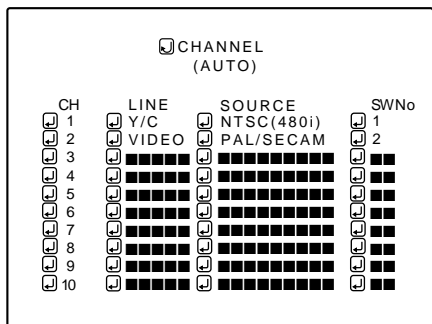 CHANNEL
(AUTO)
CH LINE SOURCE SWNo
1 Y/C NTSC(480i) 1
2 VIDEO PAL/SECAM 2
3
4
5
6
7
8
9
10